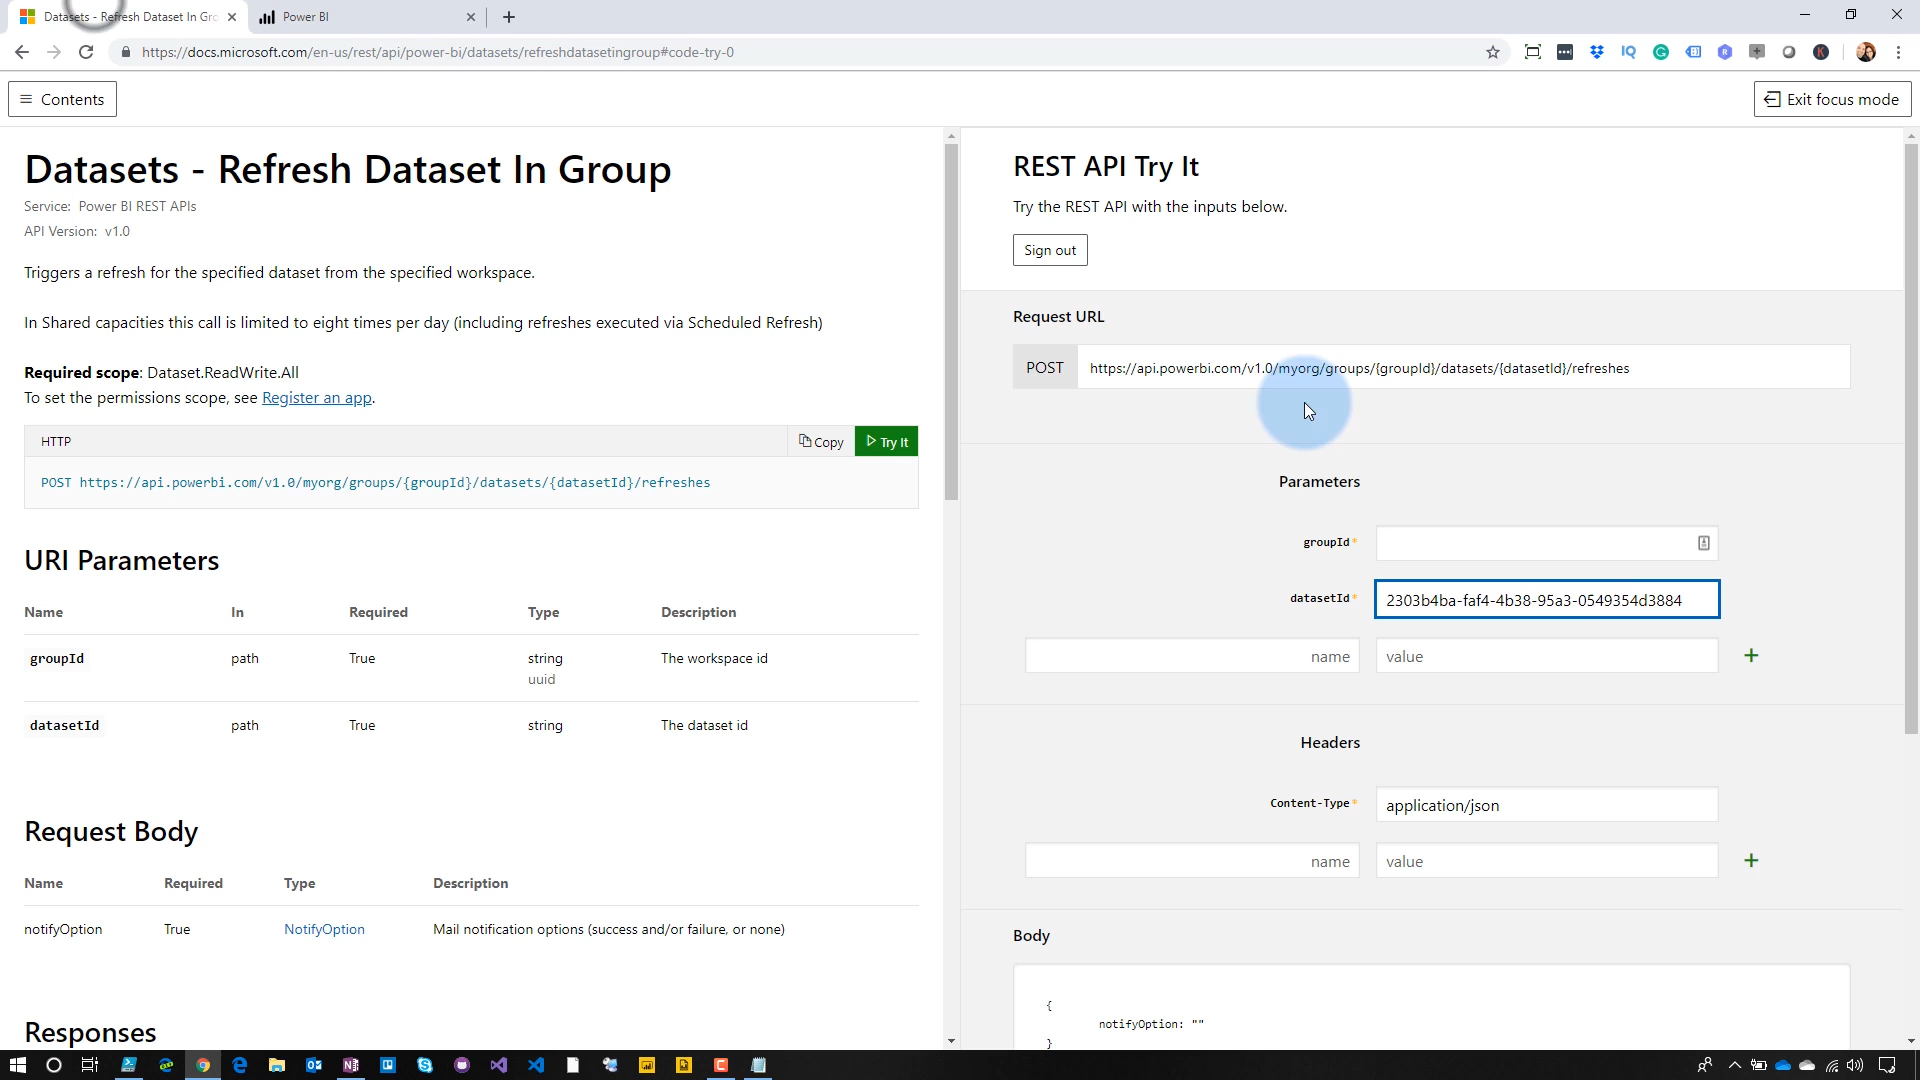 Datasets - Refresh Dataset In Gro
Power BI
https://docs.microsoft.com/en-us/rest/api/power-bi/datasets/refreshdatasetingroup#code-try-0
Contents
Exit focus mode
Datasets - Refresh Dataset In Group
Service: Power BI REST APIs
API Version: v1.0
Triggers a refresh for the specified dataset from the specified workspace.
In Shared capacities this call is limited to eight times per day (including refreshes executed via Scheduled Refresh)
Required scope: Dataset.ReadWrite.All
To set the permissions scope, see Register an app.
HTTP
Copy
Try It
POST https://api.powerbi.com/v1.0/myorg/groups/{groupId}/datasets/{datasetId}/refreshes
URI Parameters
Name In Required Type Description
groupId path True string The workspace id
uuid
datasetId path True string The dataset id
Request Body
Name Required Type Description
notifyOption True NotifyOption Mail notification options (success and/or failure, or none)
Responses
REST API Try It
Try the REST API with the inputs below.
Sign out
Request URL
POST https://api.powerbi.com/v1.0/myorg/groups/{groupId}/datasets/{datasetId}/refreshes
Parameters
groupId*
datasetId* 2303b4ba-faf4-4b38-95a3-0549354d3884
name value +
Headers
Content-Type* application/json
name value +
Body
{
notifyOption: ""
}